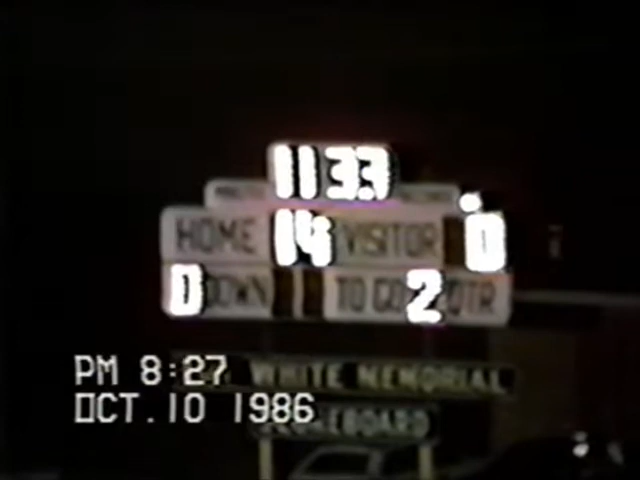 11 33
HOME 14 VISITOR 0
0 DOWN TO GO 2 QTR
PM 8:27
WHITE MEMORIAL
OCT. 10 1986
SCOREBOARD